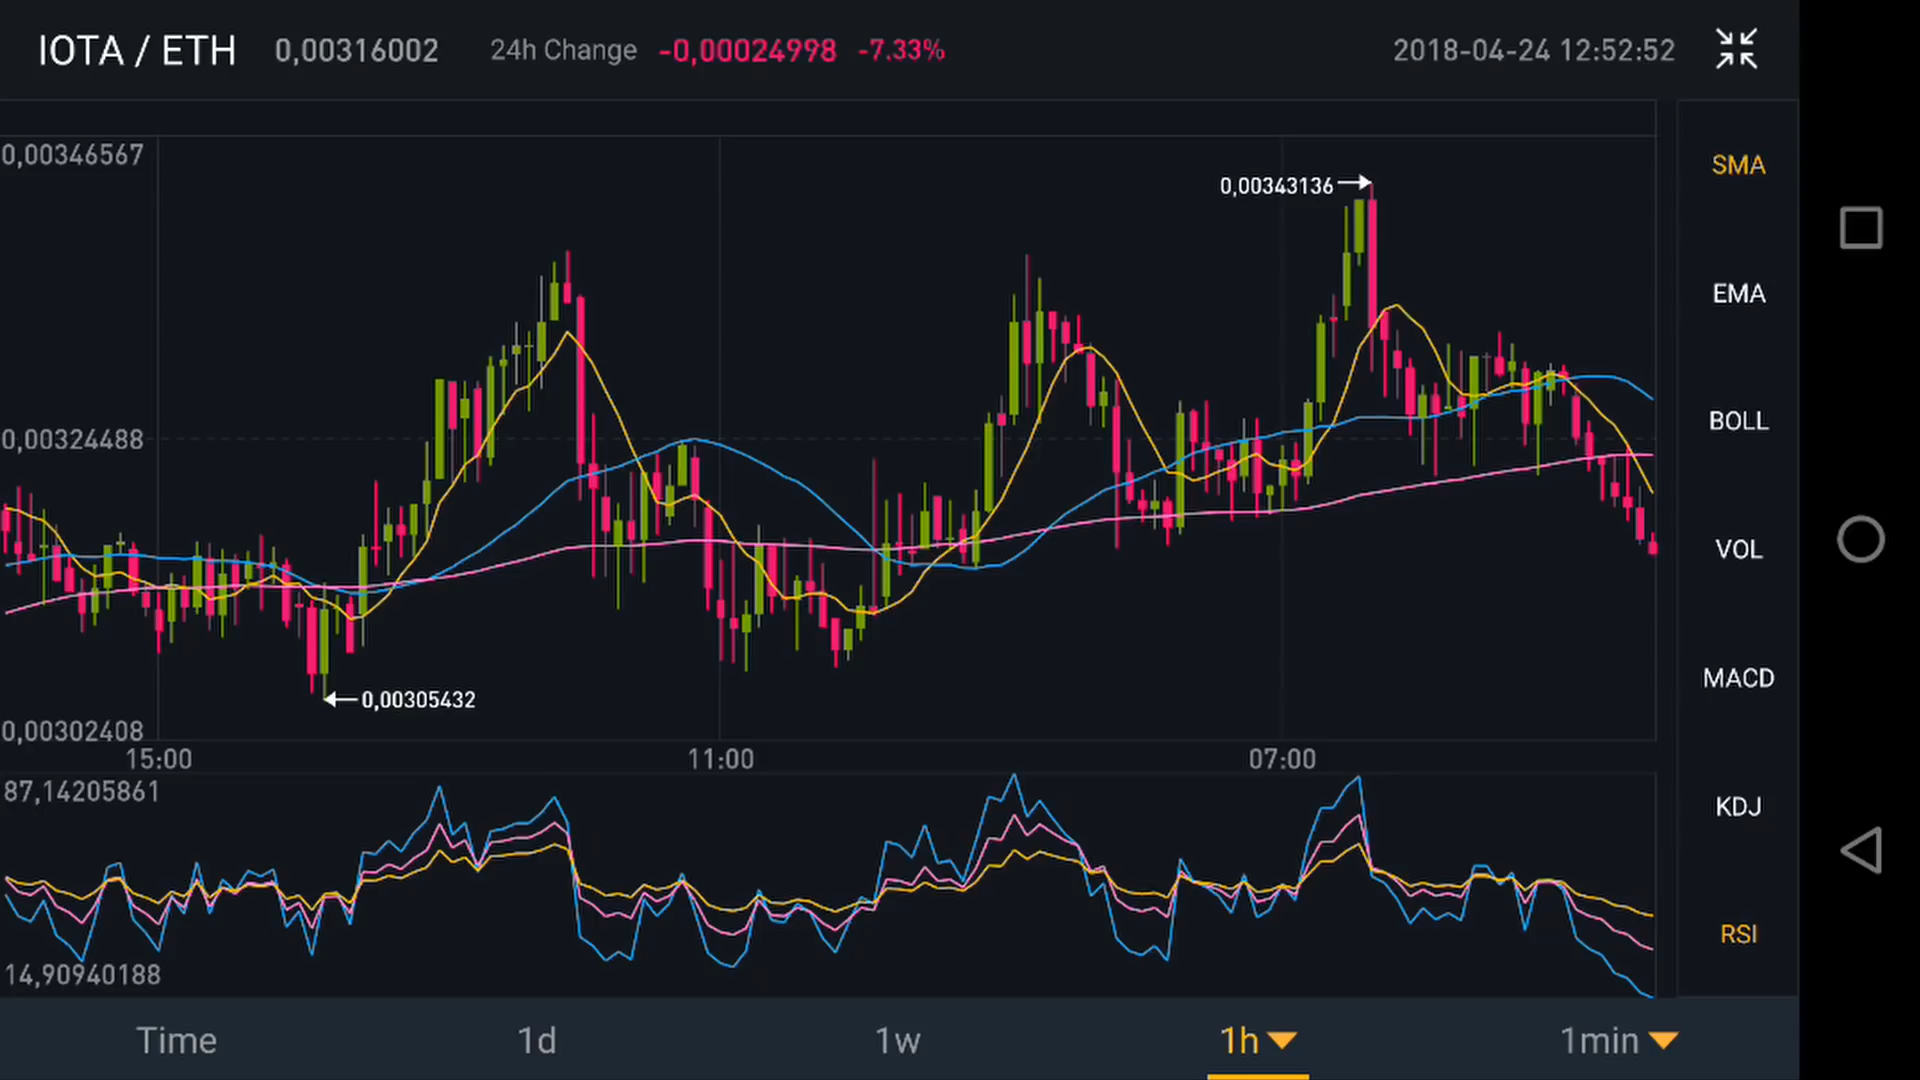 IOTA / ETH 0,00316002 24h Change -0,00024998 -7.33% 2018-04-24 12:52:52
0,00346567
0,00343136
SMA
EMA
BOLL
0,00324488
VOL
MACD
0,00305432
0,00302408
15:00 11:00 07:00
87,14205861
KDJ
RSI
14,90940188
Time 1d 1w 1h 1min